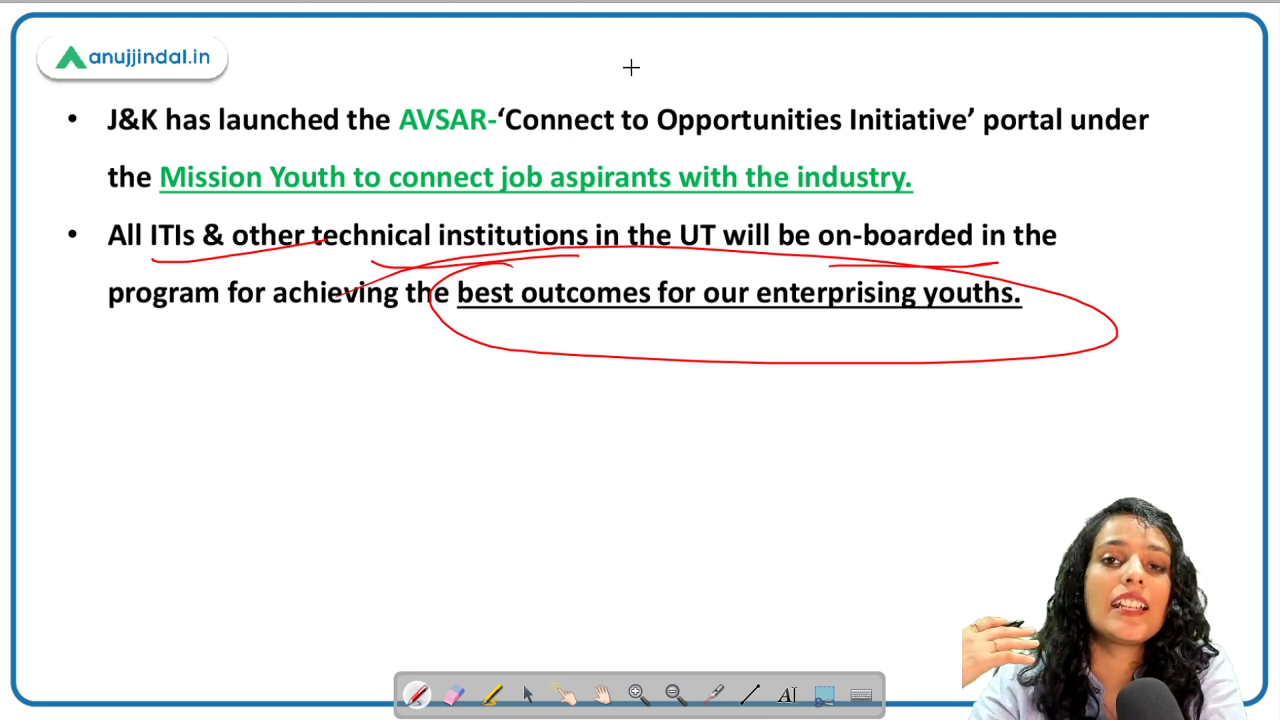 anujjindal.in
• J&K has launched the AVSAR-‘Connect to Opportunities Initiative’ portal under
the Mission Youth to connect job aspirants with the industry.
• All ITIs & other technical institutions in the UT will be on-boarded in the
program for achieving the best outcomes for our enterprising youths.
AI